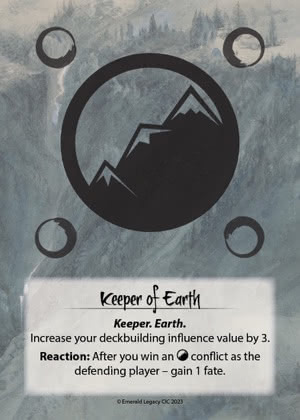 Keeper of Earth
Keeper. Earth.
Increase your deckbuilding influence value by 3.
Reaction: After you win an conflict as the
defending player – gain 1 fate.
© Emerald Legacy CIC 2023